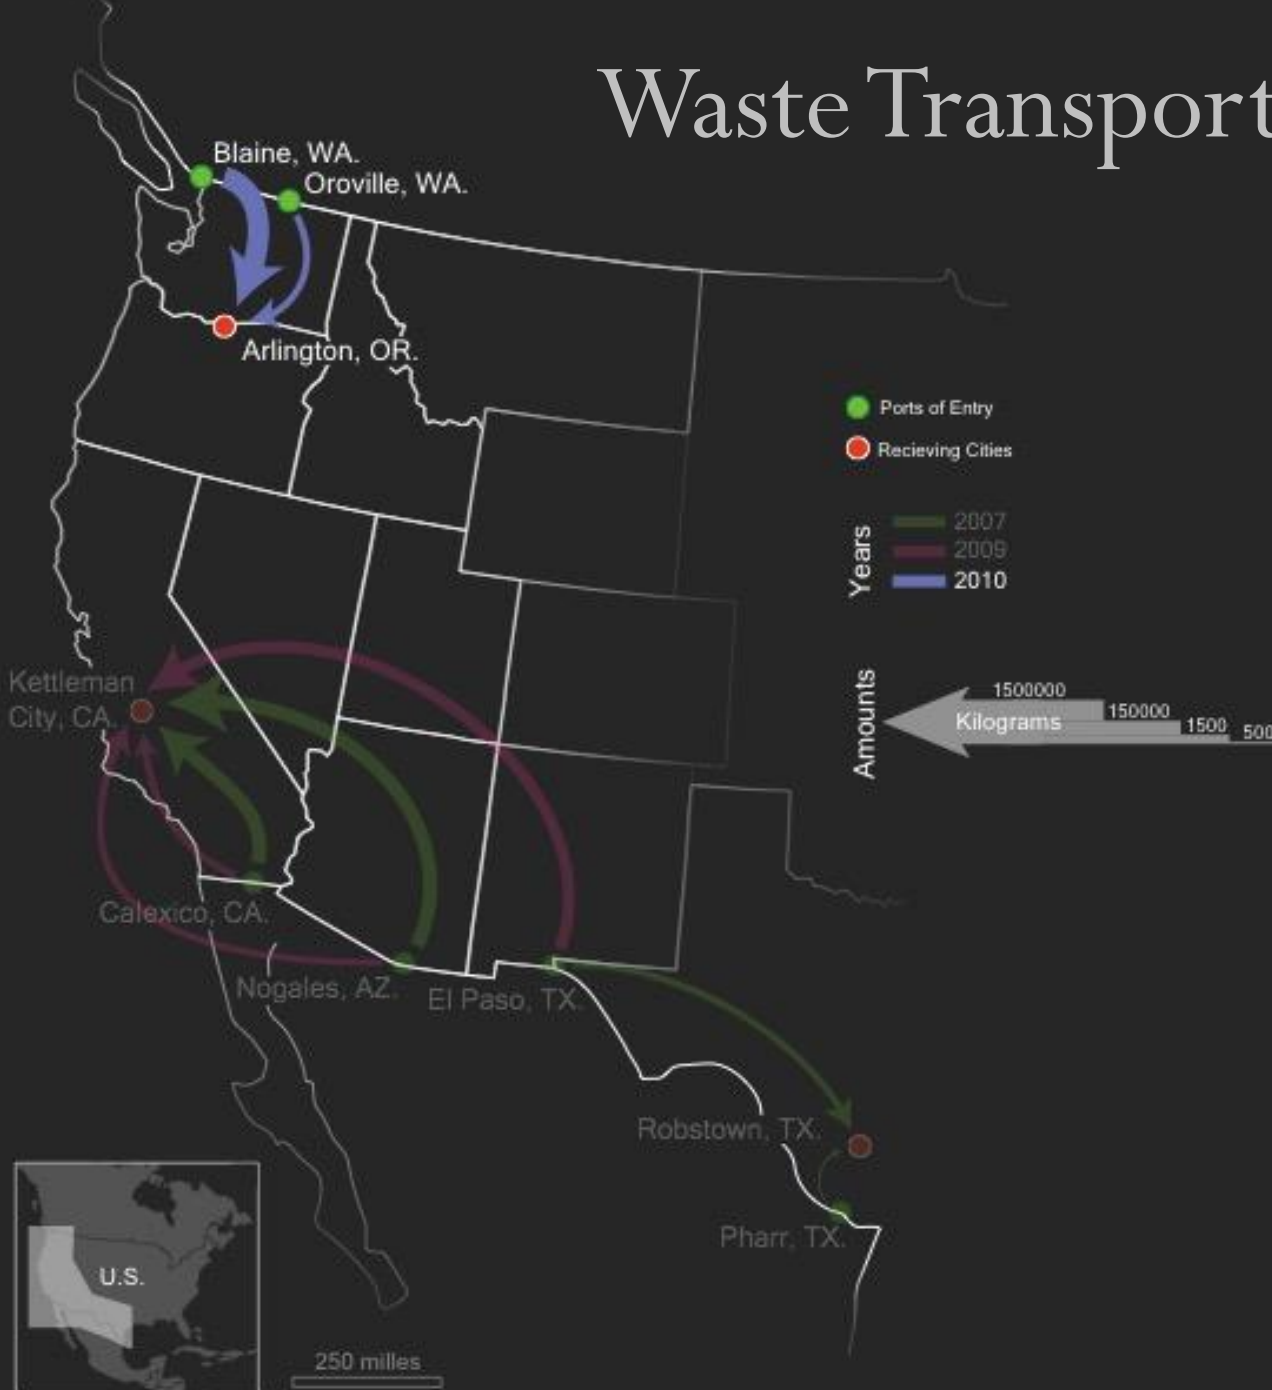 Waste Transport
Blaine, WA.
Oroville, WA.
Arlington, OR.
Ports of Entry
Recieving Cities
Years
2007
2009
2010
Kettleman
City, CA.
Amounts
1500000
150000
1500
500
Kilograms
Calexico, CA.
Nogales, AZ.
El Paso, TX.
Robstown, TX.
Pharr, TX.
U.S.
250 milles